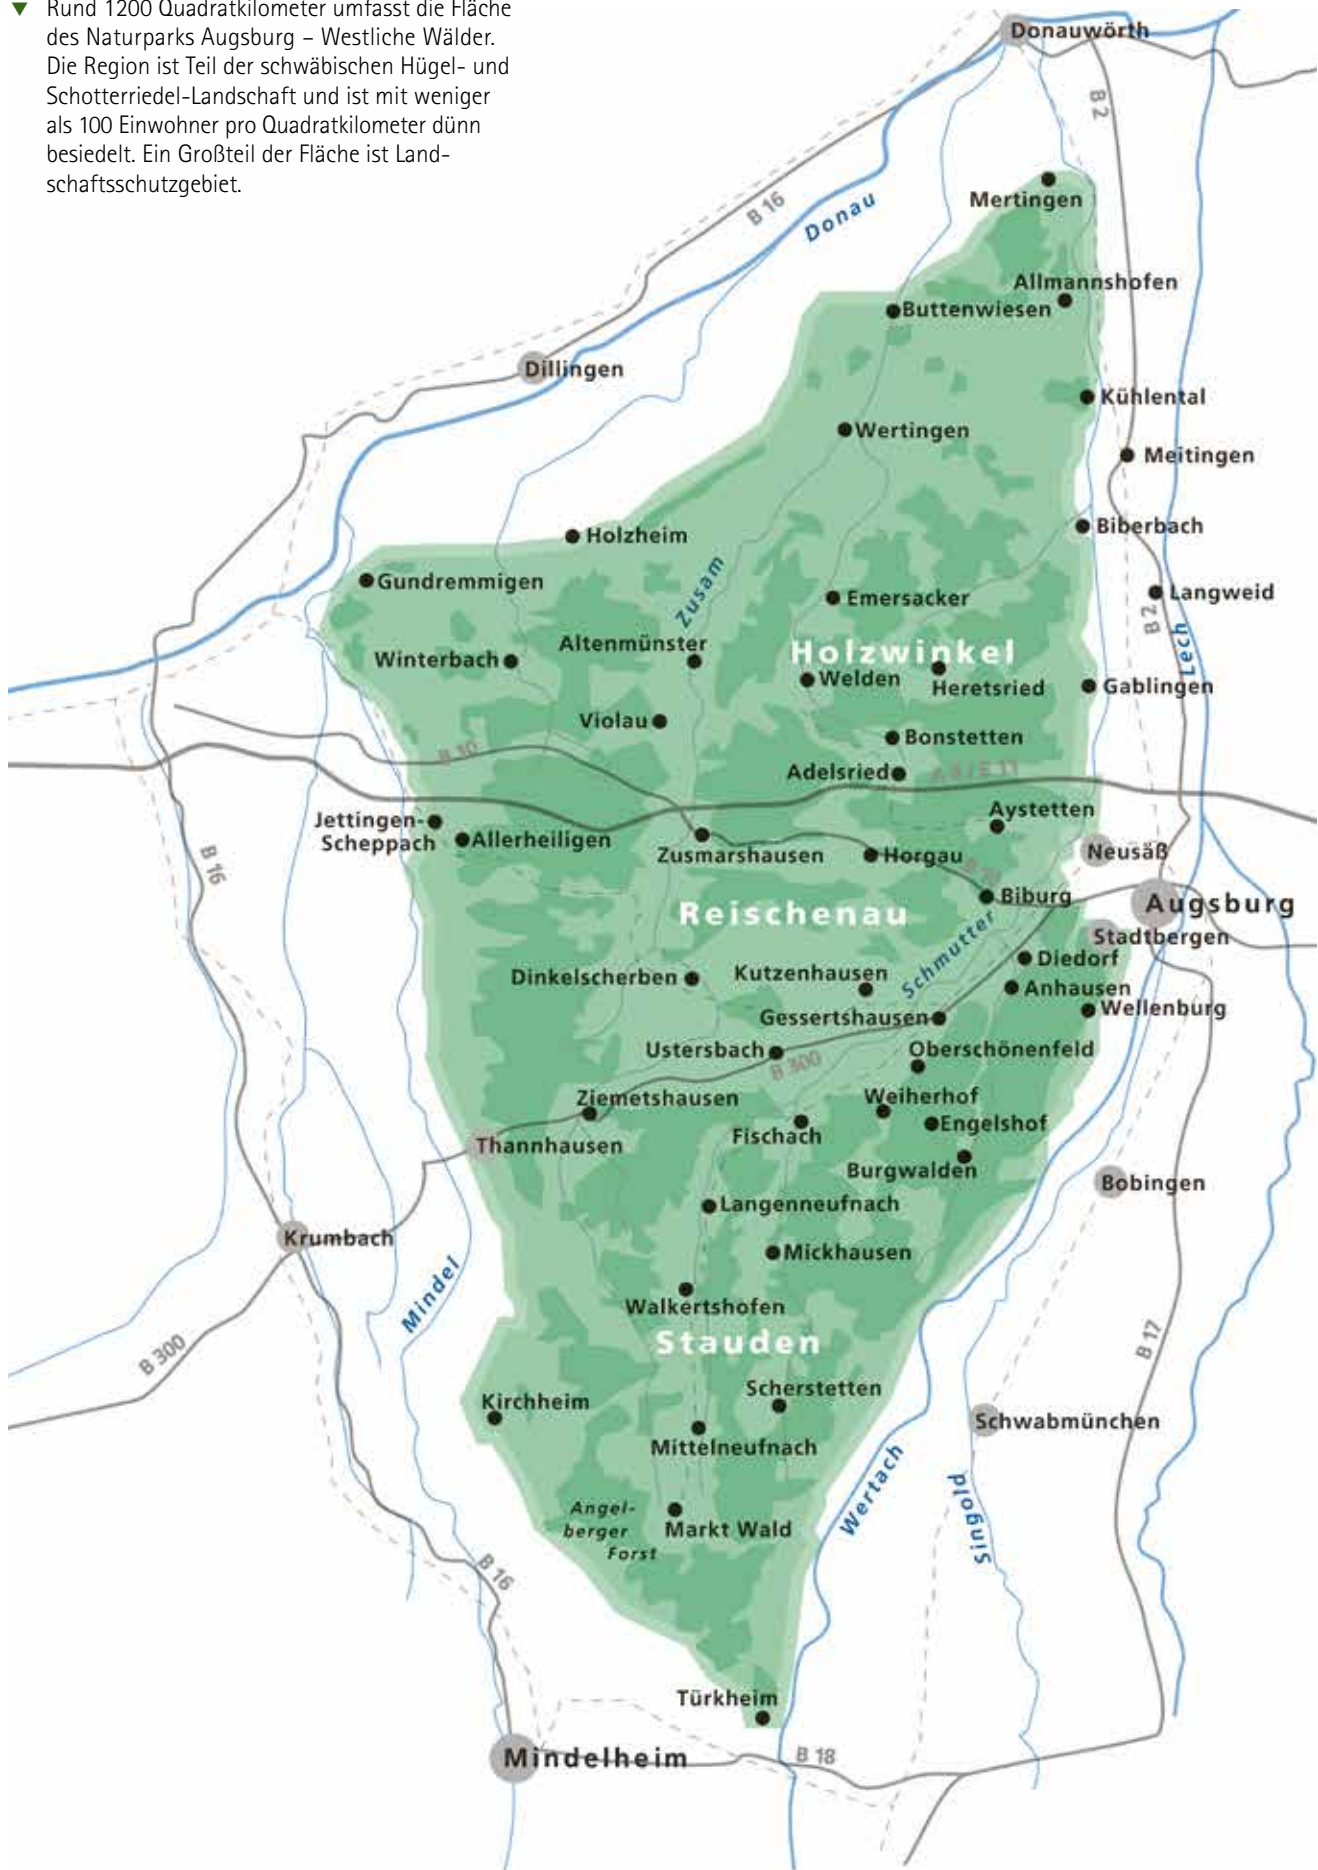 Rund 1200 Quadratkilometer umfasst die Fläche
des Naturparks Augsburg – Westliche Wälder.
Die Region ist Teil der schwäbischen Hügel- und
Schotterriedel-Landschaft und ist mit weniger
als 100 Einwohner pro Quadratkilometer dünn
besiedelt. Ein Großteil der Fläche ist Land-
schaftsschutzgebiet.
Donauwörth
B 2
Mertingen
B 16
Donau
Allmannshofen
Buttenwiesen
Dillingen
Kühlental
Wertingen
Meitingen
Biberbach
Holzheim
Gundremmigen
Zusam
Emersacker
Langweid
B 2
Lech
Altenmünster
Holzwinkel
Winterbach
Welden
Heretsried
Gablingen
Violau
Bonstetten
B 10
Adelsried
A 8 / E 11
Aystetten
Jettingen-
Scheppach
Allerheiligen
Zusmarshausen
Horgau
B 10
Neusäß
B 16
Biburg
Augsburg
Reischenau
Stadtbergen
Schmutter
Diedorf
Dinkelscherben
Kutzenhausen
Anhausen
Wellenburg
Gessertshausen
Ustersbach
B 300
Oberschönenfeld
Ziemetshausen
Weiherhof
Engelshof
Fischach
Thannhausen
Burgwalden
Bobingen
Langenneufnach
Krumbach
Mickhausen
Mindel
Walkertshofen
Stauden
B 300
B 17
Scherstetten
Kirchheim
Schwabmünchen
Mittelneufnach
Wertach
Singold
Angel-
berger
Forst
Markt Wald
B 16
Türkheim
Mindelheim
B 18